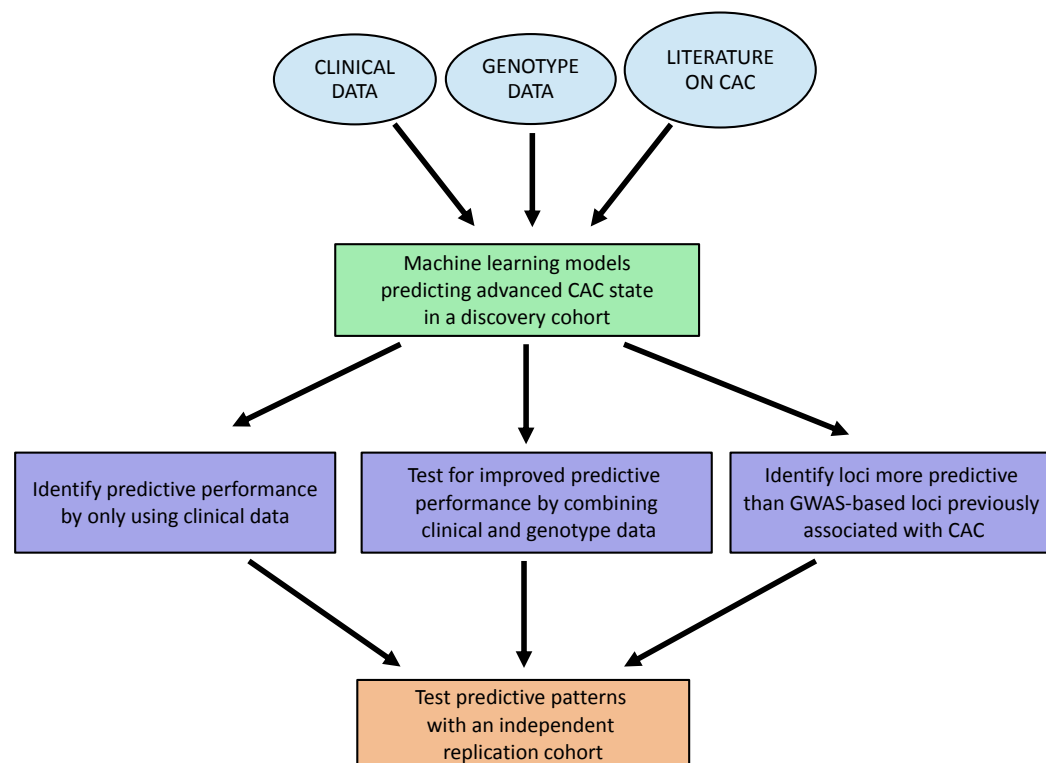 CLINICAL
DATA
GENOTYPE
DATA
LITERATURE
ON CAC
Machine learning models
predicting advanced CAC state
in a discovery cohort
Identify predictive performance
by only using clinical data
Test for improved predictive
performance by combining
clinical and genotype data
Identify loci more predictive
than GWAS-based loci previously
associated with CAC
Test predictive patterns
with an independent
replication cohort